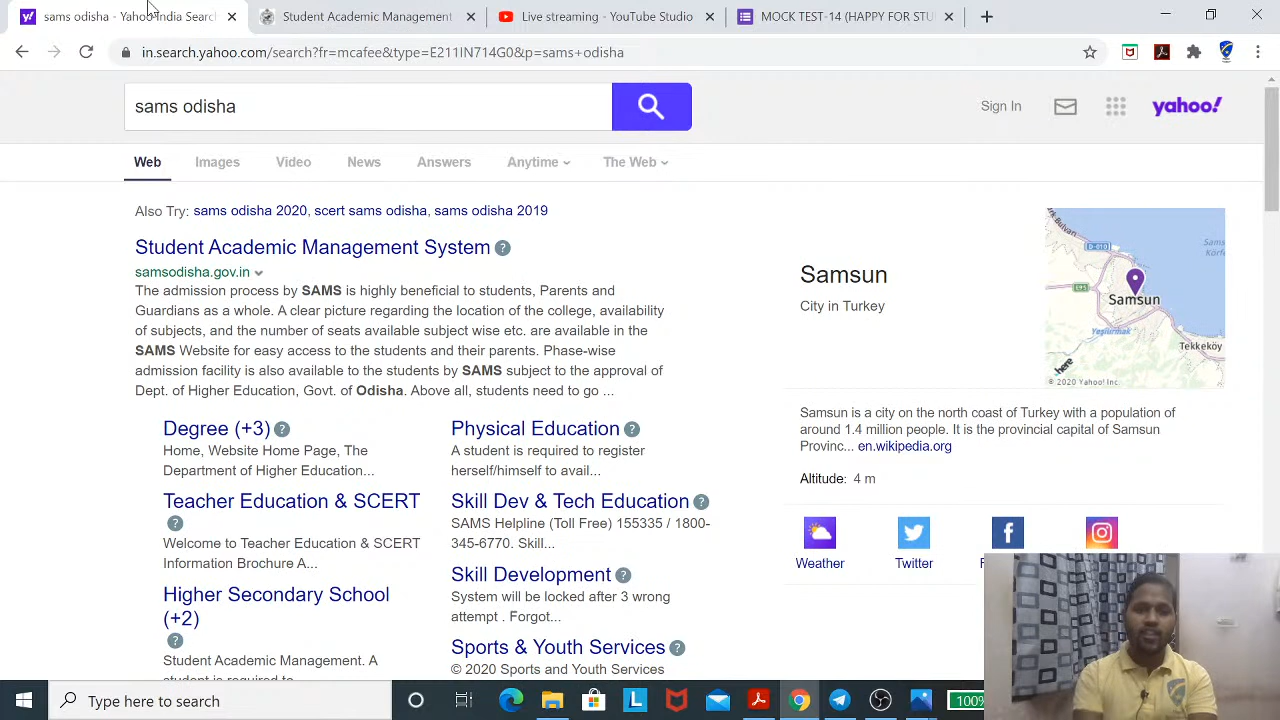 sams odisha - Yahoo India Search
Student Academic Management
Live streaming - YouTube Studio
MOCK TEST-14 (HAPPY FOR STU
in.search.yahoo.com/search?fr=mcafee&type=E211IN714G0&p=sams+odisha
sams odisha
Sign In
yahoo!
Web Images Video News Answers Anytime The Web
Also Try: sams odisha 2020, scert sams odisha, sams odisha 2019
Student Academic Management System
samsodisha.gov.in
The admission process by SAMS is highly beneficial to students, Parents and
Guardians as a whole. A clear picture regarding the location of the college, availability
of subjects, and the number of seats available subject wise etc. are available in the
SAMS Website for easy access to the students and their parents. Phase-wise
admission facility is also available to the students by SAMS subject to the approval of
Dept. of Higher Education, Govt. of Odisha. Above all, students need to go ...
Degree (+3)
Home, Website Home Page, The
Department of Higher Education...
Teacher Education & SCERT
Welcome to Teacher Education & SCERT
Information Brochure A...
Higher Secondary School
(+2)
Student Academic Management. A
student is required to
Physical Education
A student is required to register
herself/himself to avail...
Skill Dev & Tech Education
SAMS Helpline (Toll Free) 155335 / 1800-
345-6770. Skill...
Skill Development
System will be locked after 3 wrong
attempt . Forgot...
Sports & Youth Services
© 2020 Sports and Youth Services
Samsun
City in Turkey
D-010
E95
Samsun
Yeşilırmak
Tekkeköy
here
© 2020 Yahoo! Inc.
Samsun is a city on the north coast of Turkey with a population of
around 1.4 million people. It is the provincial capital of Samsun
Provinc... en.wikipedia.org
Altitude: 4 m
Weather
Twitter
Type here to search
100%